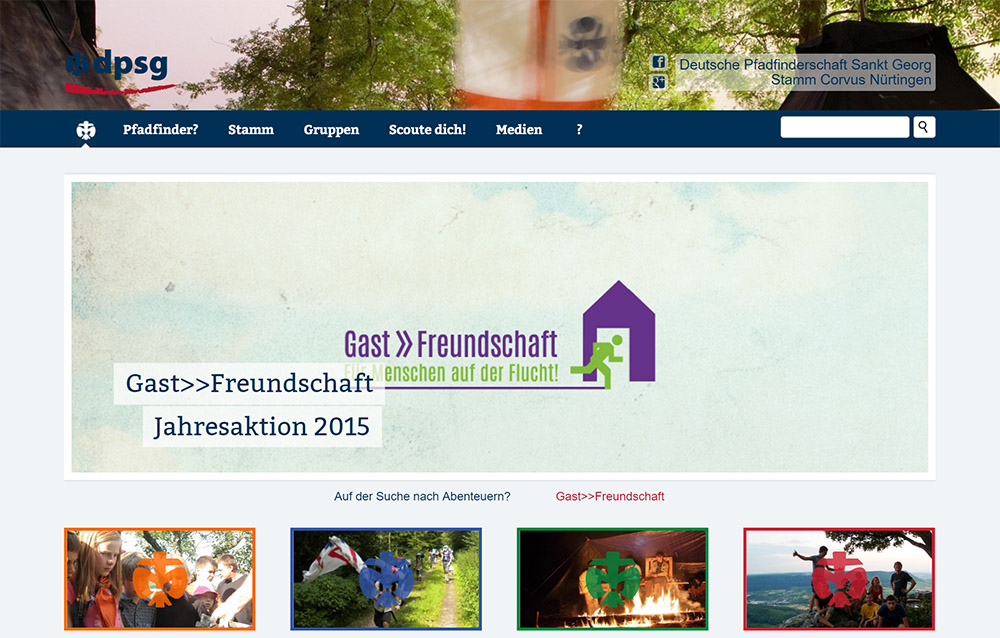 dpsg
Deutsche Pfadfinderschaft Sankt Georg
Stamm Corvus Nürtingen
Pfadfinder? Stamm Gruppen Scoute dich! Medien ?
Gast >> Freundschaft
Für Menschen auf der Flucht!
Gast>>Freundschaft
Jahresaktion 2015
Auf der Suche nach Abenteuern? Gast>>Freundschaft